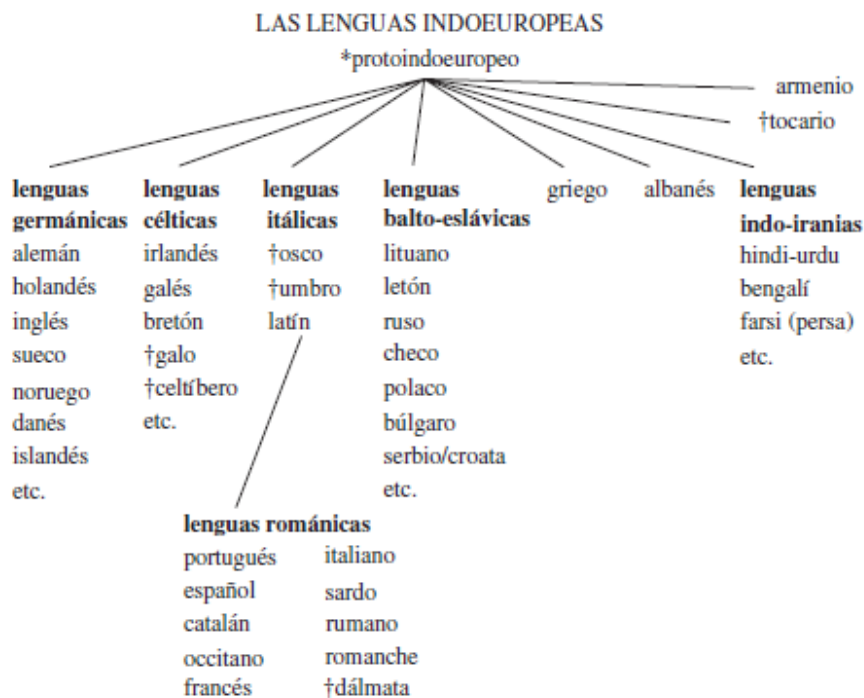 LAS LENGUAS INDOEUROPEAS
*protoindoeuropeo
armenio
†tocario
lenguas
germánicas
alemán
holandés
inglés
sueco
noruego
danés
islandés
etc.
lenguas
célticas
irlandés
galés
bretón
†galo
†celtíbero
etc.
lenguas
itálicas
†osco
†umbro
latín
lenguas
balto-eslávicas
lituano
letón
ruso
checo
polaco
búlgaro
serbio/croata
etc.
griego
albanés
lenguas
indo-iranias
hindi-urdu
bengalí
farsi (persa)
etc.
lenguas románicas
portugués
español
catalán
occitano
francés
italiano
sardo
rumano
romanche
†dálmata